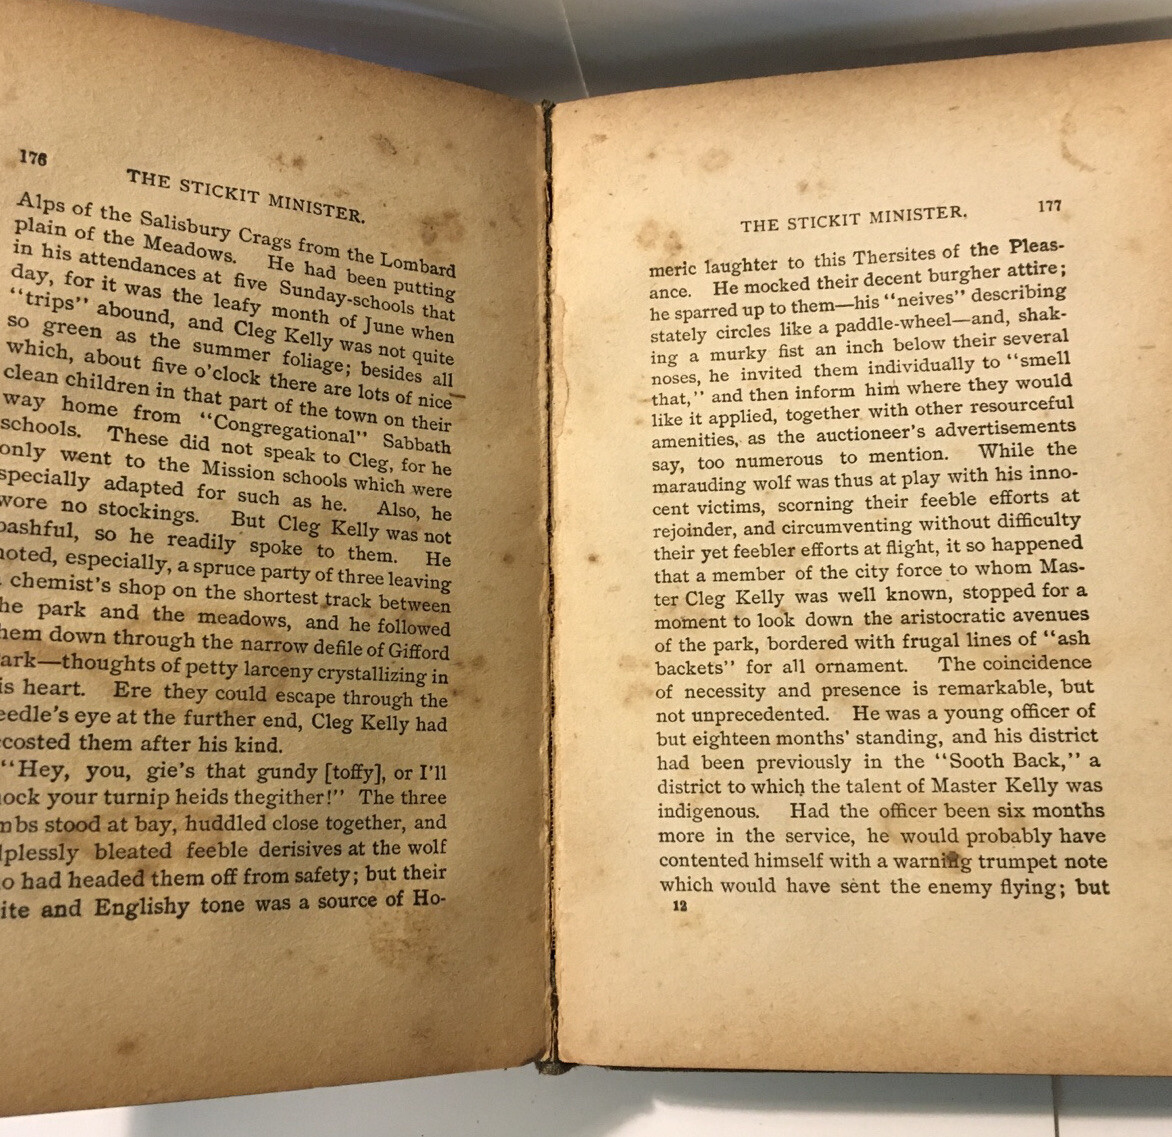 176
THE STICKIT MINISTER.
Alps of the Salisbury Crags from the Lombard
plain of the Meadows. He had been putting
in his attendances at five Sunday-schools that
day, for it was the leafy month of June when
"trips" abound, and Cleg Kelly was not quite
so green as the summer foliage; besides all
which, about five o'clock there are lots of nice
clean children in that part of the town on their
way home from "Congregational" Sabbath
schools. These did not speak to Cleg, for he
only went to the Mission schools which were
specially adapted for such as he. Also, he
wore no stockings. But Cleg Kelly was not
bashful, so he readily spoke to them. He
noted, especially, a spruce party of three leaving
chemist's shop on the shortest track between
he park and the meadows, and he followed
hem down through the narrow defile of Gifford
ark—thoughts of petty larceny crystallizing in
is heart. Ere they could escape through the
eedle's eye at the further end, Cleg Kelly had
costed them after his kind.
"Hey, you, gie's that gundy [toffy], or I'll
ock your turnip heids thegither!" The three
mbs stood at bay, huddled close together, and
lplessly bleated feeble derisives at the wolf
o had headed them off from safety; but their
ite and Englishy tone was a source of Ho-
THE STICKIT MINISTER.
177
meric laughter to this Thersites of the Pleas-
ance. He mocked their decent burgher attire;
he sparred up to them—his "neives" describing
stately circles like a paddle-wheel—and, shak-
ing a murky fist an inch below their several
noses, he invited them individually to "smell
that," and then inform him where they would
like it applied, together with other resourceful
amenities, as the auctioneer's advertisements
say, too numerous to mention. While the
marauding wolf was thus at play with his inno-
cent victims, scorning their feeble efforts at
rejoinder, and circumventing without difficulty
their yet feebler efforts at flight, it so happened
that a member of the city force to whom Mas-
ter Cleg Kelly was well known, stopped for a
moment to look down the aristocratic avenues
of the park, bordered with frugal lines of "ash
backets" for all ornament. The coincidence
of necessity and presence is remarkable, but
not unprecedented. He was a young officer of
but eighteen months' standing, and his district
had been previously in the "Sooth Back," a
district to which the talent of Master Kelly was
indigenous. Had the officer been six months
more in the service, he would probably have
contented himself with a warning trumpet note
which would have sent the enemy flying; but
12